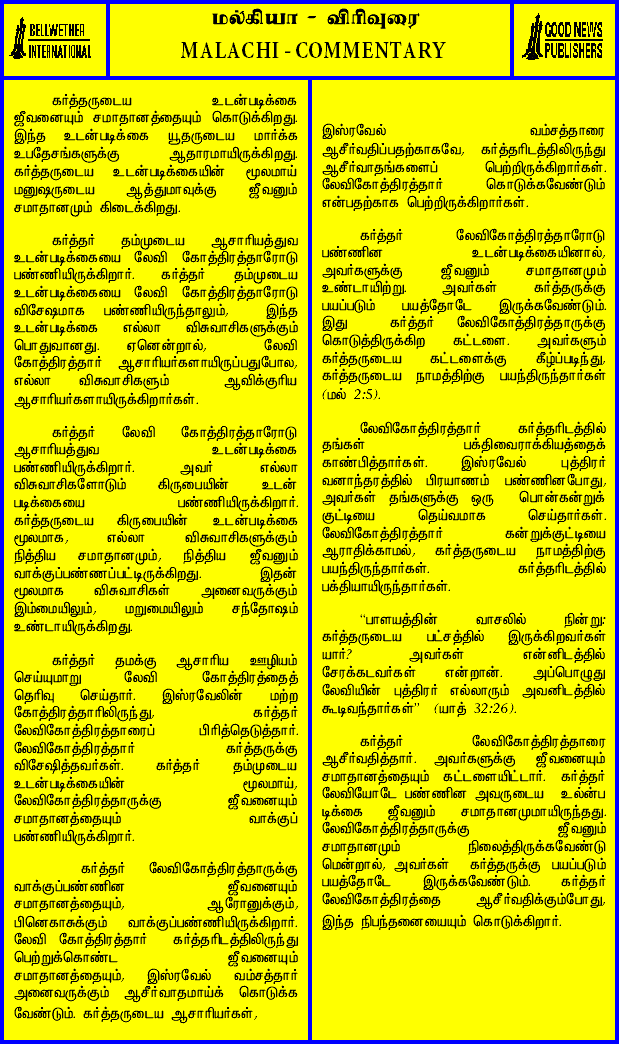 BELLWETHER
INTERNATIONAL
மல்கியா - விரிவுரை
MALACHI - COMMENTARY
GOOD NEWS
PUBLISHERS
கர்த்தருடைய உடன்படிக்கை
ஜீவனையும் சமாதானத்தையும் கொடுக்கிறது.
இந்த உடன்படிக்கை யூதருடைய மார்க்க
உபதேசங்களுக்கு ஆதாரமாயிருக்கிறது.
கர்த்தருடைய உடன்படிக்கையின் மூலமாய்
மனுஷருடைய ஆத்துமாவுக்கு ஜீவனும்
சமாதானமும் கிடைக்கிறது.
கர்த்தர் தம்முடைய ஆசாரியத்துவ
உடன்படிக்கையை லேவி கோத்திரத்தாரோடு
பண்ணியிருக்கிறார். கர்த்தர் தம்முடைய
உடன்படிக்கையை லேவி கோத்திரத்தாரோடு
விசேஷமாக பண்ணியிருந்தாலும், இந்த
உடன்படிக்கை எல்லா விசுவாசிகளுக்கும்
பொதுவானது. ஏனென்றால், லேவி
கோத்திரத்தார் ஆசாரியர்களாயிருப்பதுபோல,
எல்லா விசுவாசிகளும் ஆவிக்குரிய
ஆசாரியர்களாயிருக்கிறார்கள்.
கர்த்தர் லேவி கோத்திரத்தாரோடு
ஆசாரியத்துவ உடன்படிக்கை
பண்ணியிருக்கிறார். அவர் எல்லா
விசுவாசிகளோடும் கிருபையின் உடன்
படிக்கையை பண்ணியிருக்கிறார்.
கர்த்தருடைய கிருபையின் உடன்படிக்கை
மூலமாக, எல்லா விசுவாசிகளுக்கும்
நித்திய சமாதானமும், நித்திய ஜீவனும்
வாக்குப்பண்ணப்பட்டிருக்கிறது. இதன்
மூலமாக விசுவாசிகள் அனைவருக்கும்
இம்மையிலும், மறுமையிலும் சந்தோஷம்
உண்டாயிருக்கிறது.
கர்த்தர் தமக்கு ஆசாரிய ஊழியம்
செய்யுமாறு லேவி கோத்திரத்தைத்
தெரிவு செய்தார். இஸ்ரவேலின் மற்ற
கோத்திரத்தாரிலிருந்து, கர்த்தர்
லேவிகோத்திரத்தாரைப் பிரித்தெடுத்தார்.
லேவிகோத்திரத்தார் கர்த்தருக்கு
விசேஷித்தவர்கள். கர்த்தர் தம்முடைய
உடன்படிக்கையின் மூலமாய்,
லேவிகோத்திரத்தாருக்கு ஜீவனையும்
சமாதானத்தையும் வாக்குப்
பண்ணியிருக்கிறார்.
கர்த்தர் லேவிகோத்திரத்தாருக்கு
வாக்குப்பண்ணின ஜீவனையும்
சமாதானத்தையும், ஆரோனுக்கும்,
பினெகாசுக்கும் வாக்குப்பண்ணியிருக்கிறார்.
லேவி கோத்திரத்தார் கர்த்தரிடத்திலிருந்து
பெற்றுக்கொண்ட ஜீவனையும்
சமாதானத்தையும், இஸ்ரவேல் வம்சத்தார்
அனைவருக்கும் ஆசீர்வாதமாய்க் கொடுக்க
வேண்டும். கர்த்தருடைய ஆசாரியர்கள்,
இஸ்ரவேல் வம்சத்தாரை
ஆசீர்வதிப்பதற்காகவே, கர்த்தரிடத்திலிருந்து
ஆசீர்வாதங்களைப் பெற்றிருக்கிறார்கள்.
லேவிகோத்திரத்தார் கொடுக்கவேண்டும்
என்பதற்காக பெற்றிருக்கிறார்கள்.
கர்த்தர் லேவிகோத்திரத்தாரோடு
பண்ணின உடன்படிக்கையினால்,
அவர்களுக்கு ஜீவனும் சமாதானமும்
உண்டாயிற்று. அவர்கள் கர்த்தருக்கு
பயப்படும் பயத்தோடே இருக்கவேண்டும்.
இது கர்த்தர் லேவிகோத்திரத்தாருக்கு
கொடுத்திருக்கிற கட்டளை. அவர்களும்
கர்த்தருடைய கட்டளைக்கு கீழ்ப்படிந்து,
கர்த்தருடைய நாமத்திற்கு பயந்திருந்தார்கள்
(மல் 2:5).
லேவிகோத்திரத்தார் கர்த்தரிடத்தில்
தங்கள் பக்திவைராக்கியத்தைக்
காண்பித்தார்கள். இஸ்ரவேல் புத்திரர்
வனாந்தரத்தில் பிரயாணம் பண்ணினபோது,
அவர்கள் தங்களுக்கு ஒரு பொன்கன்றுக்
குட்டியை தெய்வமாக செய்தார்கள்.
லேவிகோத்திரத்தார் கன்றுக்குட்டியை
ஆராதிக்காமல், கர்த்தருடைய நாமத்திற்கு
பயந்திருந்தார்கள். கர்த்தரிடத்தில்
பக்தியாயிருந்தார்கள்.
"பாளயத்தின் வாசலில் நின்று:
கர்த்தருடைய பட்சத்தில் இருக்கிறவர்கள்
யார்? அவர்கள் என்னிடத்தில்
சேரக்கடவர்கள் என்றான். அப்பொழுது
லேவியின் புத்திரர் எல்லாரும் அவனிடத்தில்
கூடிவந்தார்கள்" (யாத் 32:26).
கர்த்தர் லேவிகோத்திரத்தாரை
ஆசீர்வதித்தார். அவர்களுக்கு ஜீவனையும்
சமாதானத்தையும் கட்டளையிட்டார். கர்த்தர்
லேவியோடே பண்ணின அவருடைய உல்ன்ப
டிக்கை ஜீவனும் சமாதானமுமாயிருந்தது.
லேவிகோத்திரத்தாருக்கு ஜீவனும்
சமாதானமும் நிலைத்திருக்கவேண்டு
மென்றால், அவர்கள் கர்த்தருக்கு பயப்படும்
பயத்தோடே இருக்கவேண்டும். கர்த்தர்
லேவிகோத்திரத்தை ஆசீர்வதிக்கும்போது,
இந்த நிபந்தனையையும் கொடுக்கிறார்.